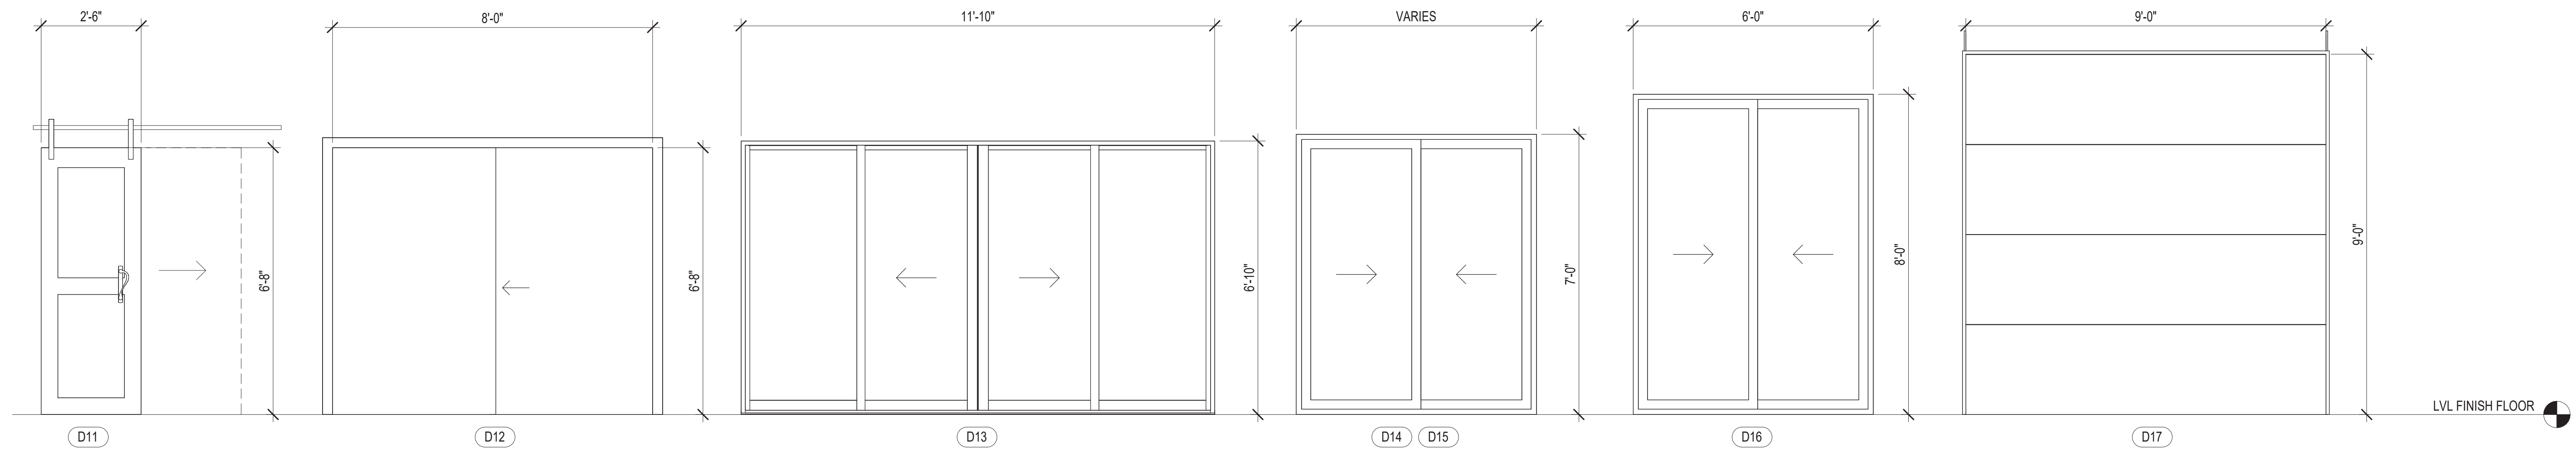 2'-6"
8'-0"
11'-10"
VARIES
6'-0"
9'-0"
6'-8"
6'-8"
6'-10"
7'-0"
8'-0"
9'-0"
LVL FINISH FLOOR
D11
D12
D13
D14
D15
D16
D17